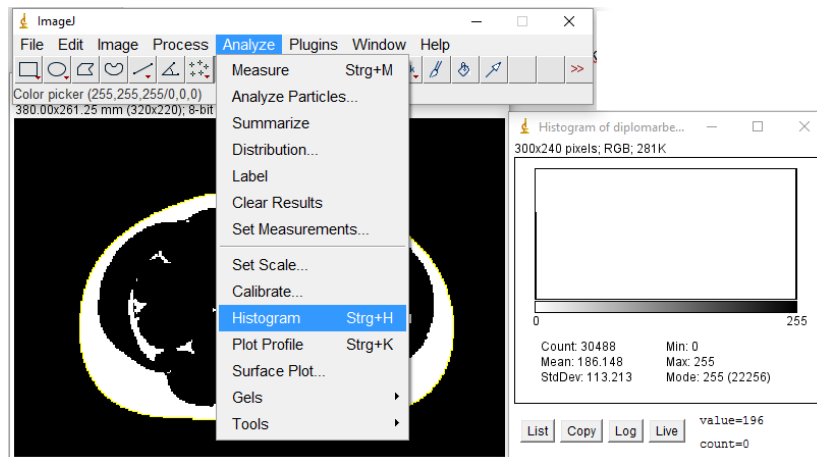 ImageJ
File Edit Image Process Analyze Plugins Window Help
>>
Color picker (255,255,255/0,0,0)
380.00x261.25 mm (320x220); 8-bit
Measure Strg+M
Analyze Particles...
Summarize
Distribution...
Label
Clear Results
Set Measurements...
Set Scale...
Calibrate...
Histogram Strg+H
Plot Profile Strg+K
Surface Plot...
Gels
Tools
Histogram of diplomarbe...
300x240 pixels; RGB; 281K
0 255
Count: 30488 Min: 0
Mean: 186.148 Max: 255
StdDev: 113.213 Mode: 255 (22256)
List Copy Log Live
value=196
count=0